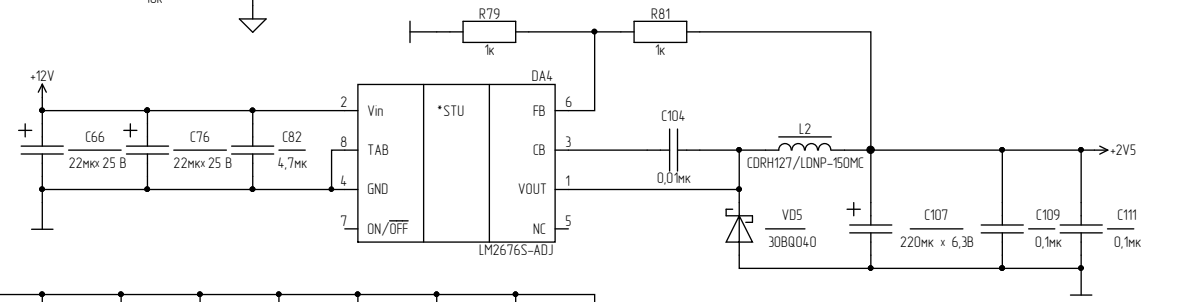 R79
R81
1к
1к
+12V
DA4
2
Vin
*STU
FB
6
+
C66
22мкх 25 В
+
C76
22мкх 25 В
C82
4,7мк
8
TAB
CB
3
C104
0,01мк
L2
CDRH127/LDNP-150MC
+2V5
4
GND
VOUT
1
7
ON/OFF
NC
5
LM2676S-ADJ
VD5
30BQ040
+
C107
220мк × 6,3В
C109
0,1мк
C111
0,1мк